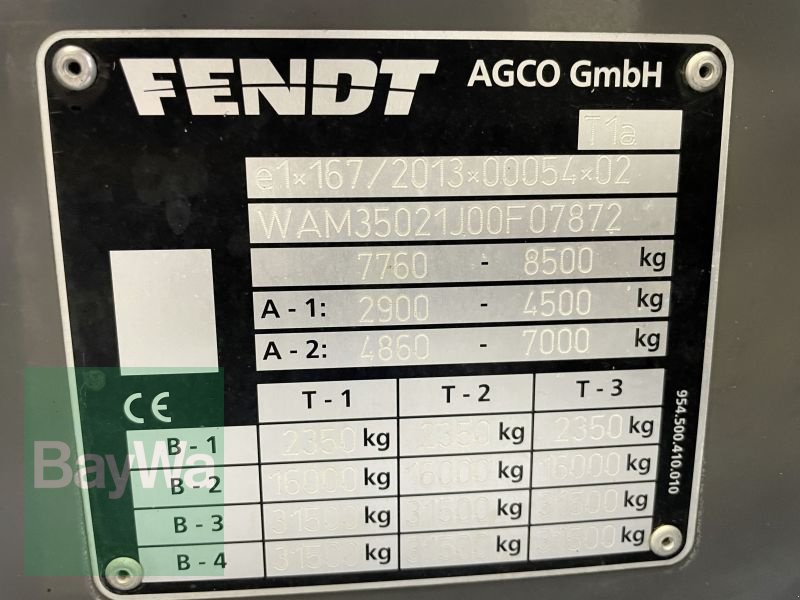 FENDT AGCO GmbH
T1a
e1*167/2013*00054*02
WAM35021J00F07872
7760 - 8500 kg
A - 1: 2900 - 4500 kg
A - 2: 4860 - 7000 kg
T - 1 T - 2 T - 3
B - 1 2350 kg 2350 kg 2350 kg
B - 2 16000 kg 16000 kg 16000 kg
B - 3 31500 kg 31500 kg 31500 kg
B - 4 31500 kg 31500 kg 31500 kg
CE
954.500.410.010
BayWa